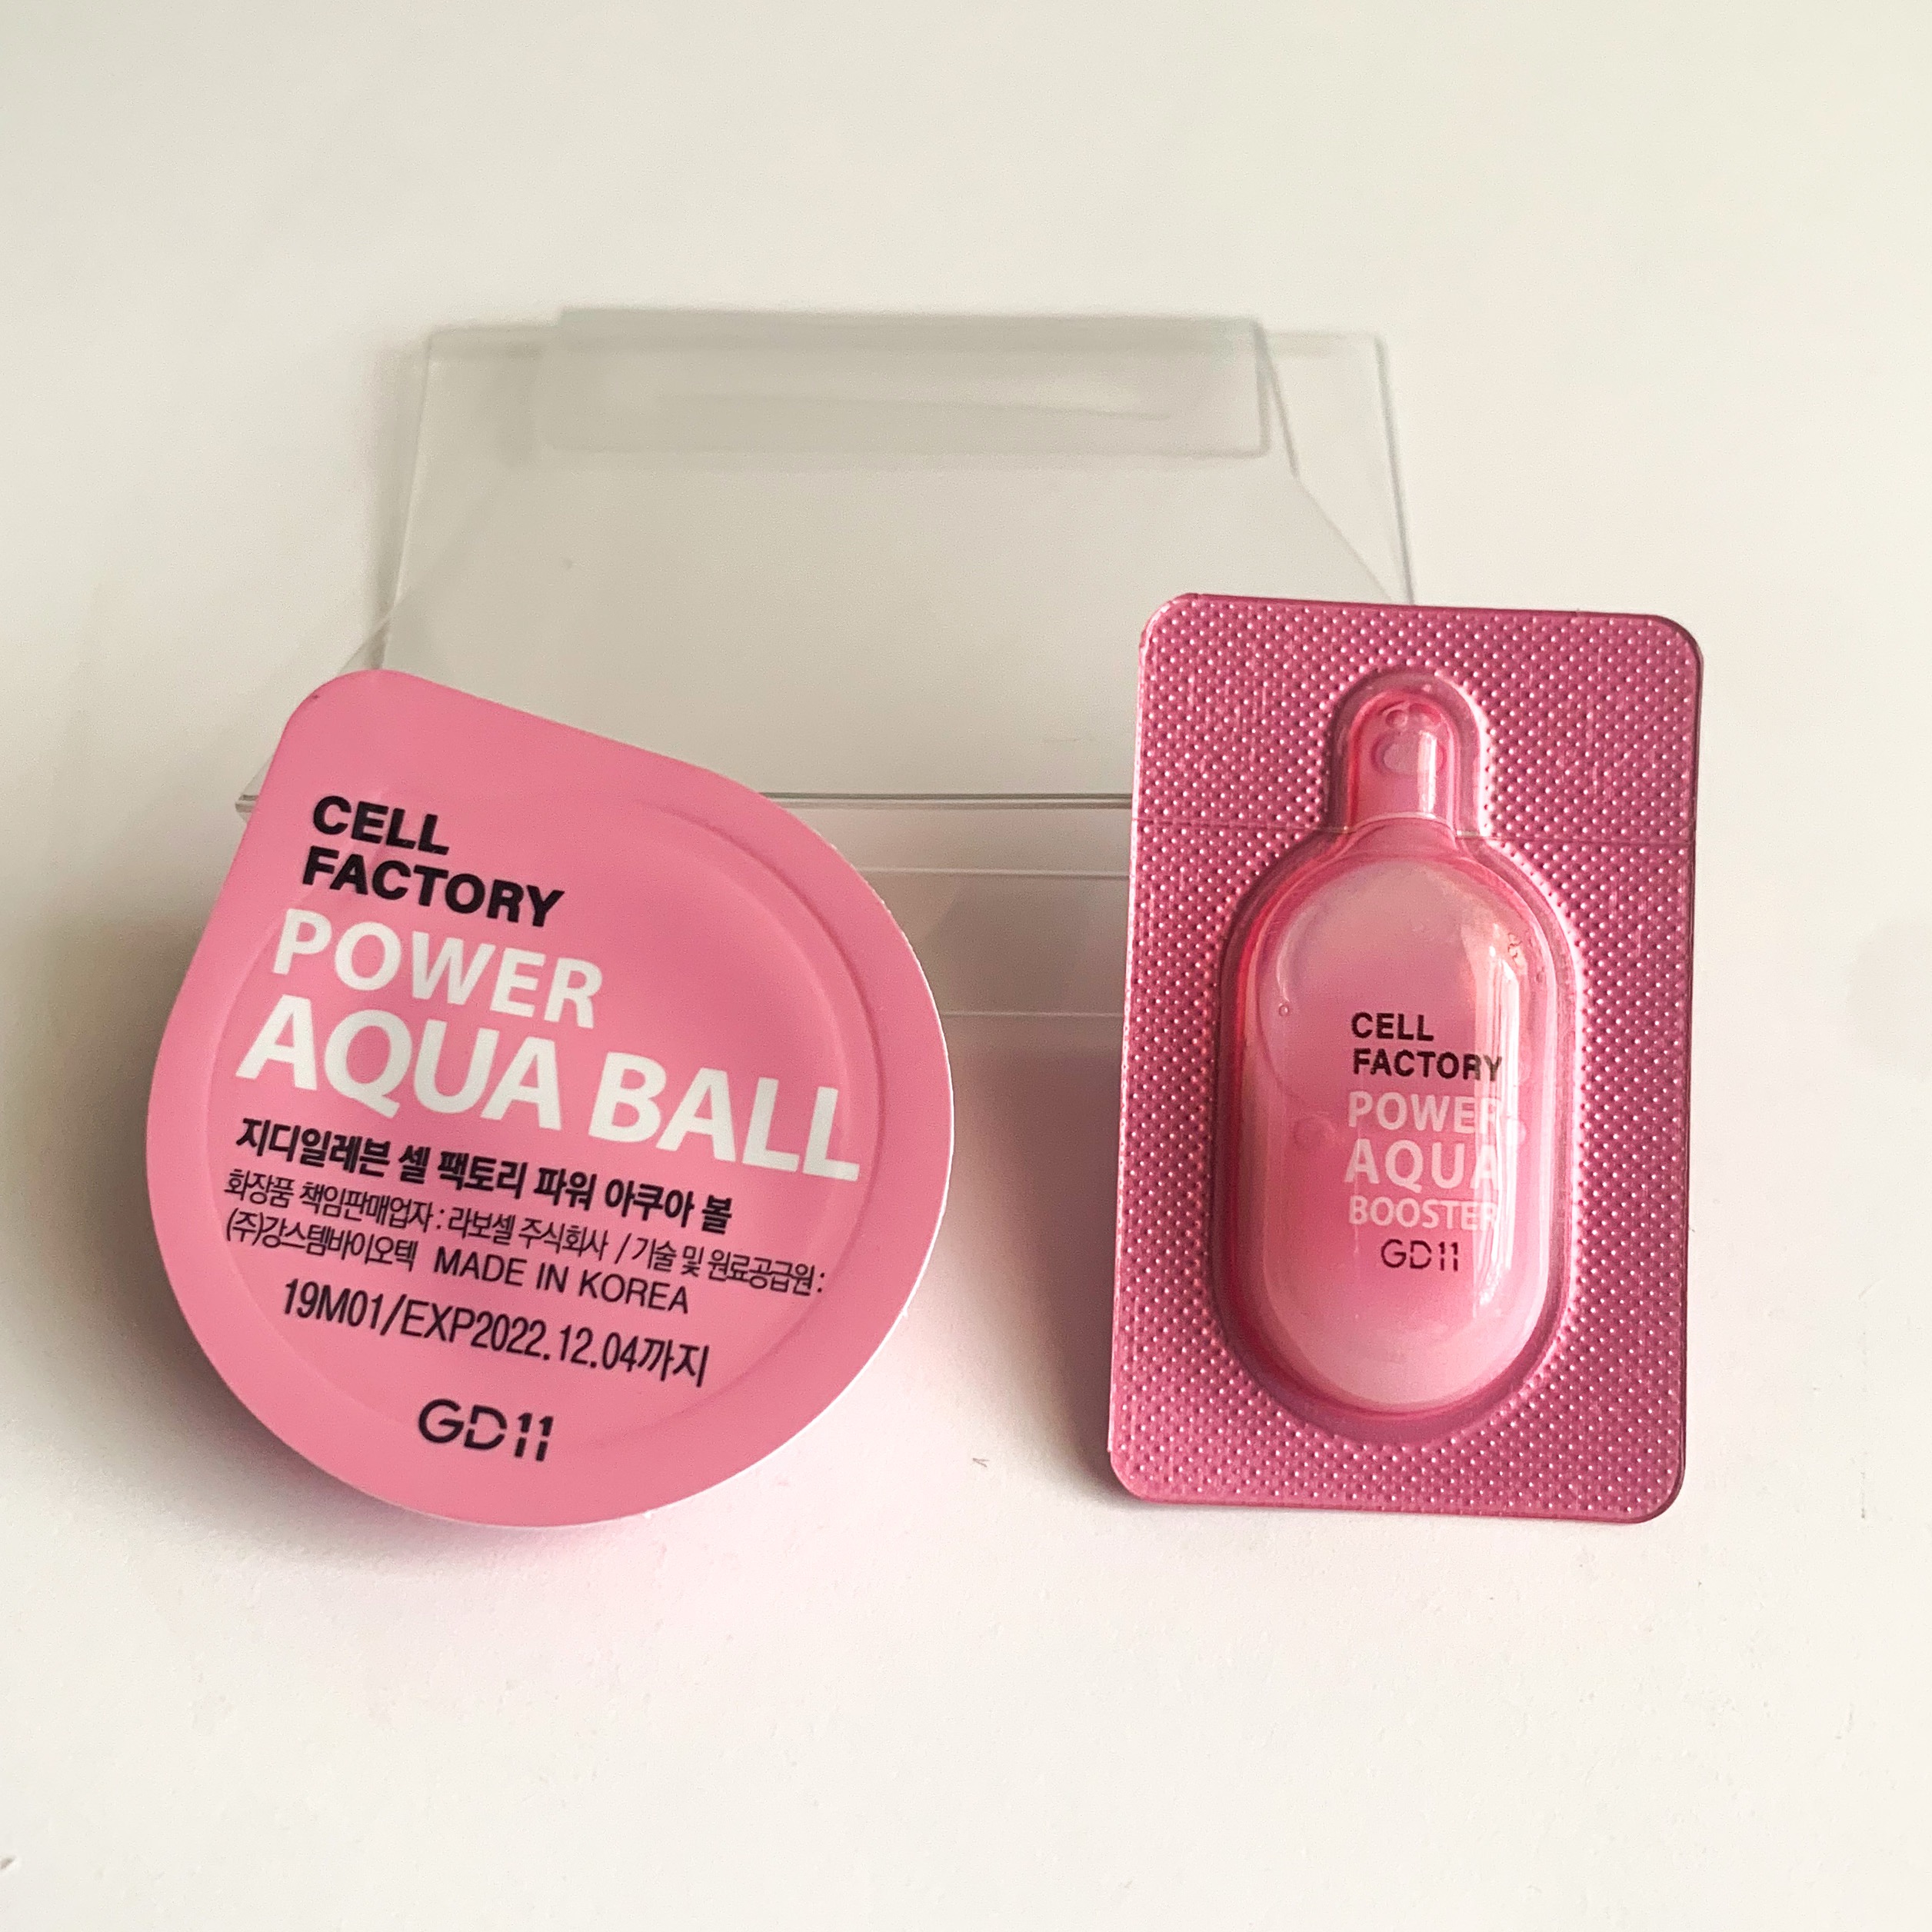 CELL
FACTORY
POWER
AQUA BALL
지디일레븐 셀 팩토리 파워 아쿠아 볼
화장품 책임판매업자 : 라보셀 주식회사 / 기술 및 원료공급원 :
(주)강스템바이오텍 MADE IN KOREA
19M01/EXP2022.12.04까지
GD11
CELL
FACTORY
POWER
AQUA
BOOSTER
GD11